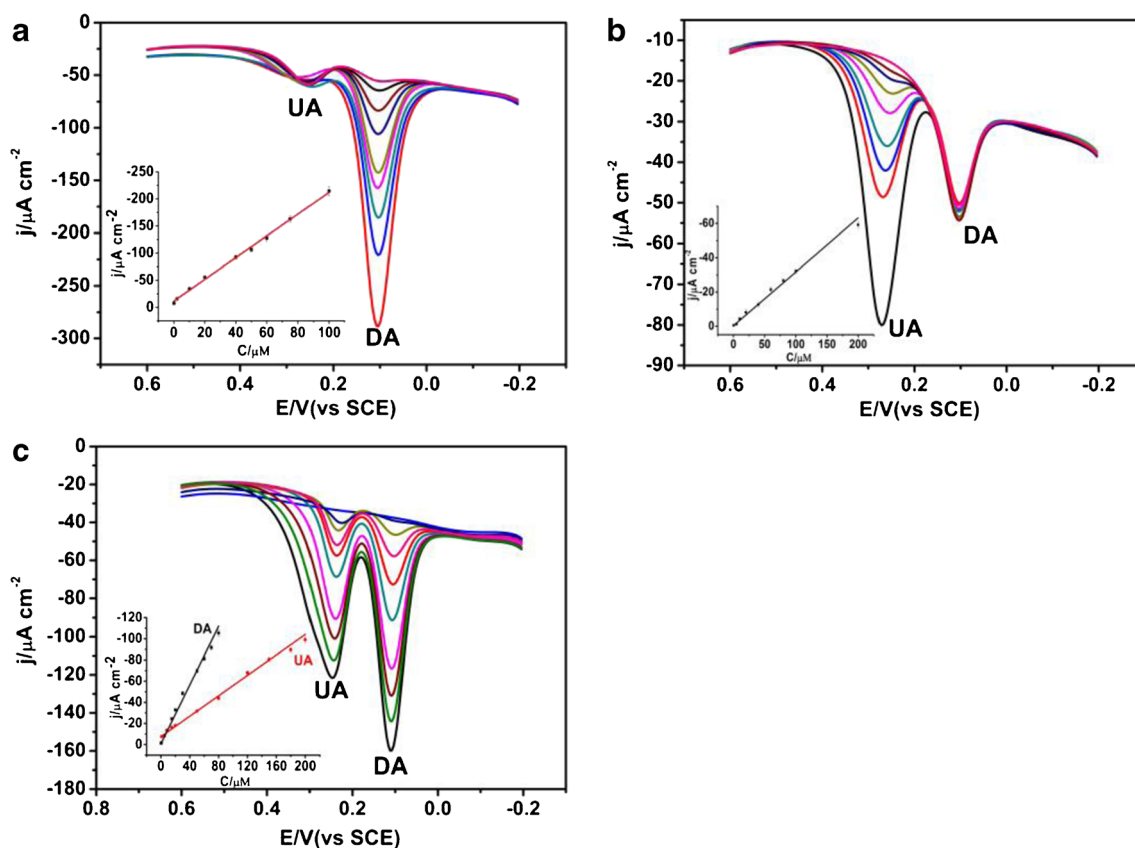 a
0
-50
-100
-150
-200
-250
-300
j/μA cm-2
UA
DA
0.6 0.4 0.2 0.0 -0.2
E/V(vs SCE)
-250
-200
-150
-100
-50
0
j/μA cm-2
0 20 40 60 80 100
C/μM
b
-10
-20
-30
-40
-50
-60
-70
-80
-90
j/μA cm-2
DA
UA
0.6 0.4 0.2 0.0 -0.2
E/V(vs SCE)
-60
-40
-20
0
j/μA cm-2
0 50 100 150 200
C/μM
c
0
-20
-40
-60
-80
-100
-120
-140
-160
-180
j/μA cm-2
UA
DA
0.8 0.6 0.4 0.2 0.0 -0.2
E/V(vs SCE)
-120
-100
-80
-60
-40
-20
0
j/μA cm-2
DA
UA
0 40 80 120 160 200
C/μM